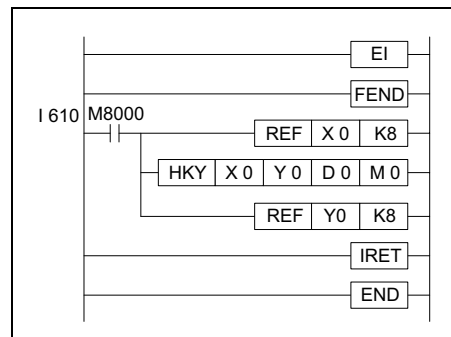 EI
FEND
I 610 M8000
REF X 0 K8
HKY X 0 Y 0 D 0 M 0
REF Y0 K8
IRET
END